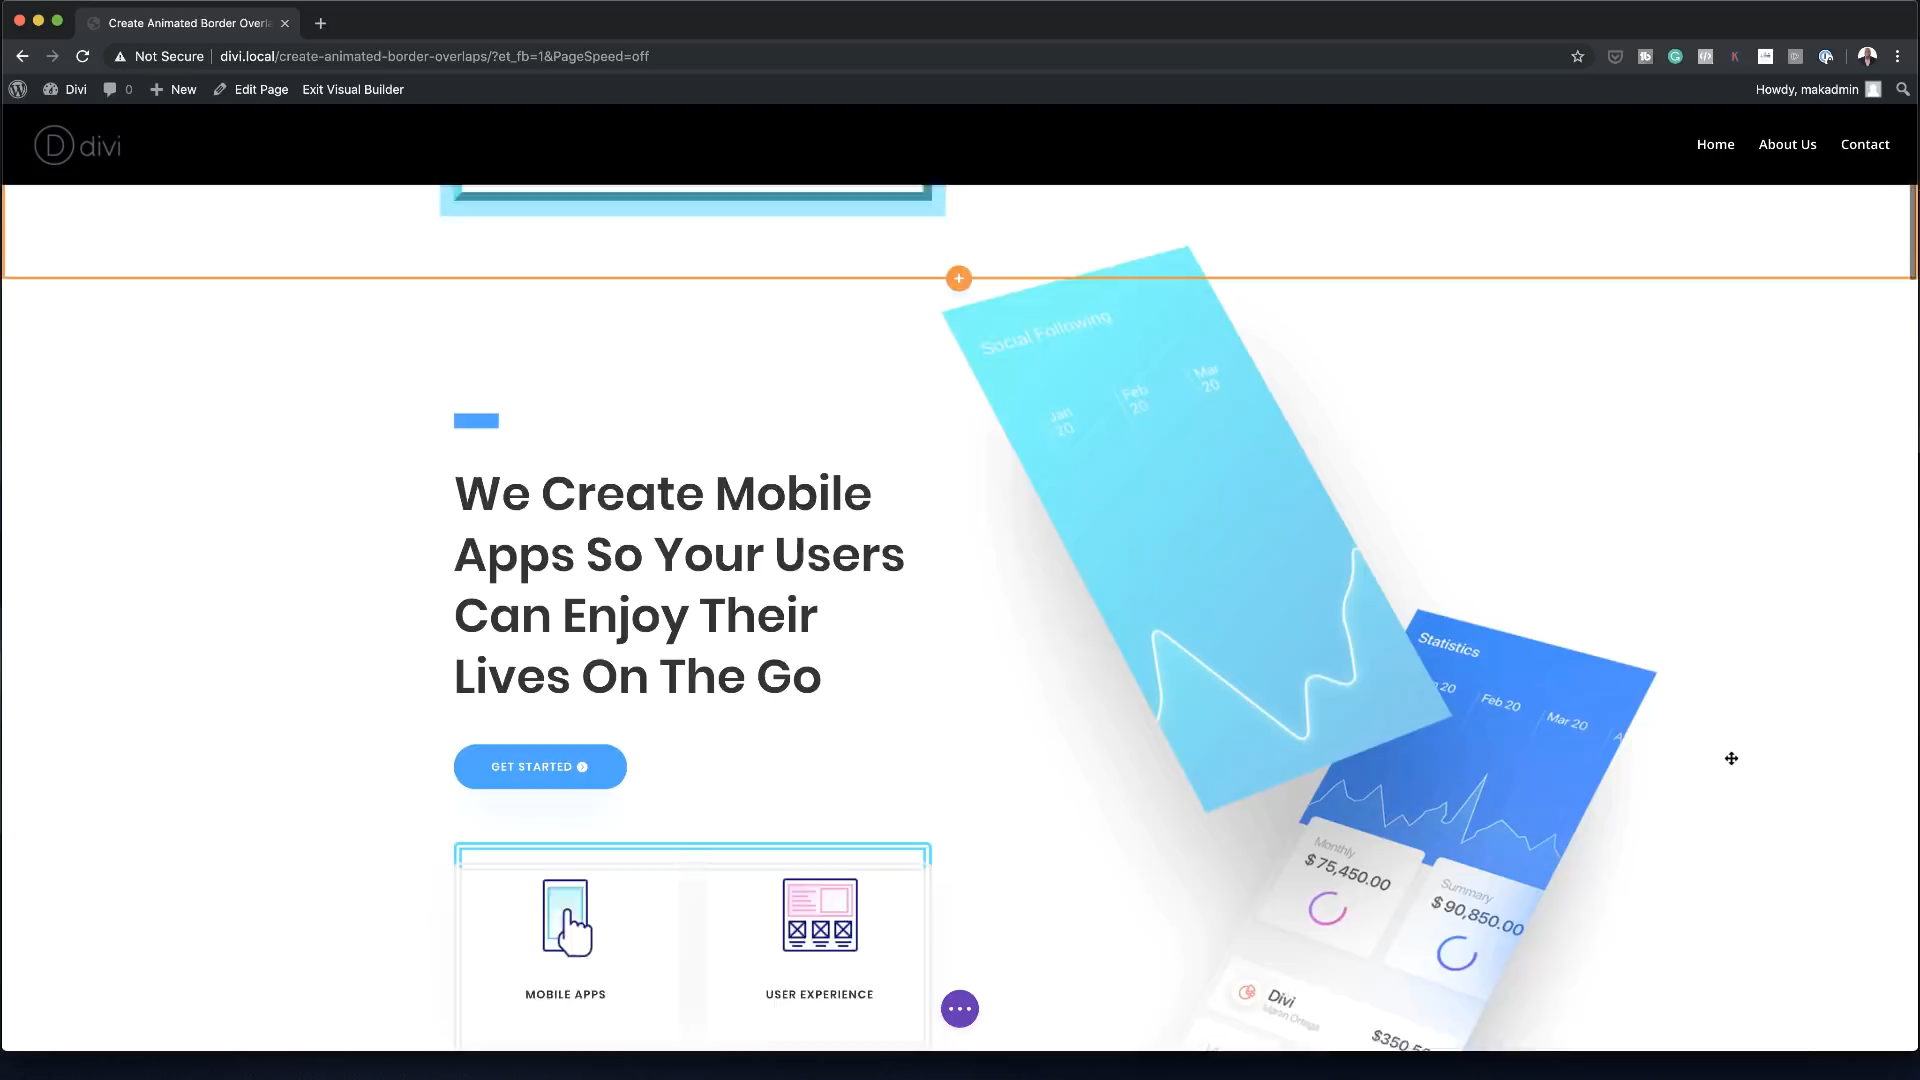 Create Animated Border Overla
Not Secure divi.local/create-animated-border-overlaps/?et_fb=1&PageSpeed=off
Divi 0 New Edit Page Exit Visual Builder Howdy, makadmin
divi Home About Us Contact
Social Following
Jan 20
Feb 20
Mar 20
We Create Mobile
Apps So Your Users
Can Enjoy Their
Lives On The Go
GET STARTED
Statistics
20
Feb 20
Mar 20
Monthly
$75,450.00
Summary
$90,850.00
MOBILE APPS
USER EXPERIENCE
Divi